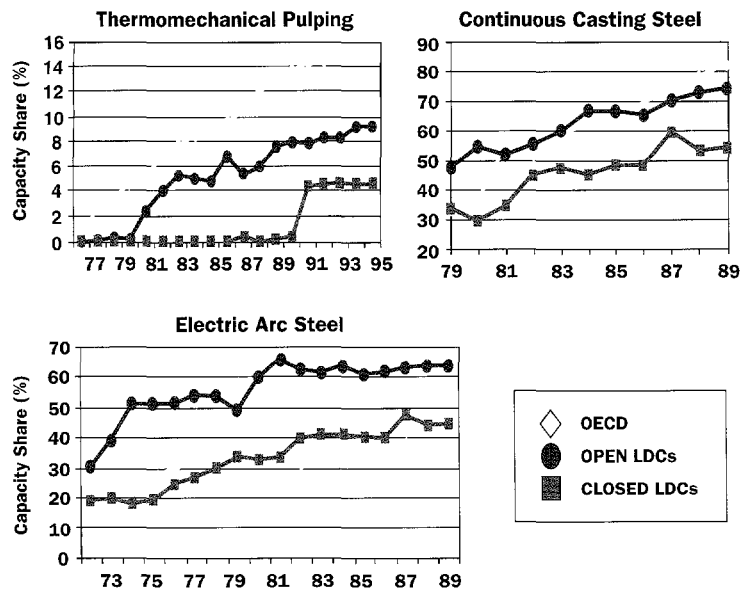 Thermomechanical Pulping
Capacity Share (%)
16
14
12
10
8
6
4
2
0
77 79 81 83 85 87 89 91 93 95
Continuous Casting Steel
90
80
70
60
50
40
30
20
79 81 83 85 87 89
Electric Arc Steel
Capacity Share (%)
70
60
50
40
30
20
10
0
73 75 77 79 81 83 85 87 89
OECD
OPEN LDCs
CLOSED LDCs